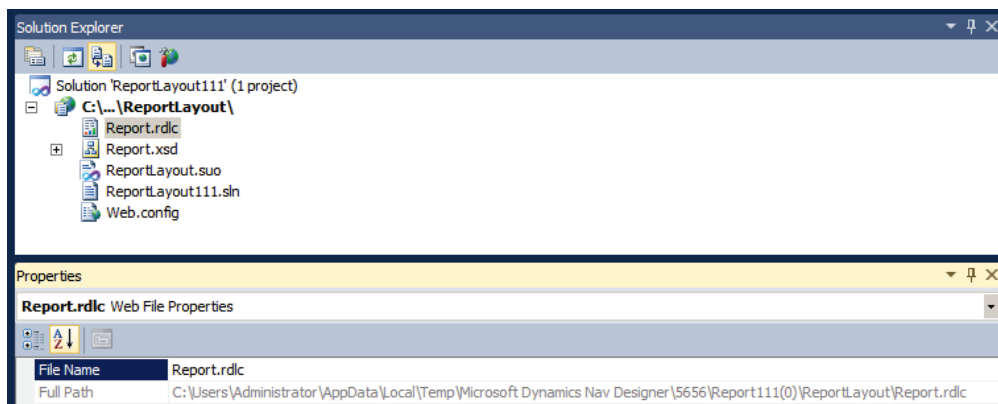 Solution Explorer
Solution 'ReportLayout111' (1 project)
C:\...\ReportLayout\
Report.rdlc
Report.xsd
ReportLayout.suo
ReportLayout111.sln
Web.config
Properties
Report.rdlc Web File Properties
File Name Report.rdlc
Full Path C:\Users\Administrator\AppData\Local\Temp\Microsoft Dynamics Nav Designer\5656\Report111(0)\ReportLayout\Report.rdlc